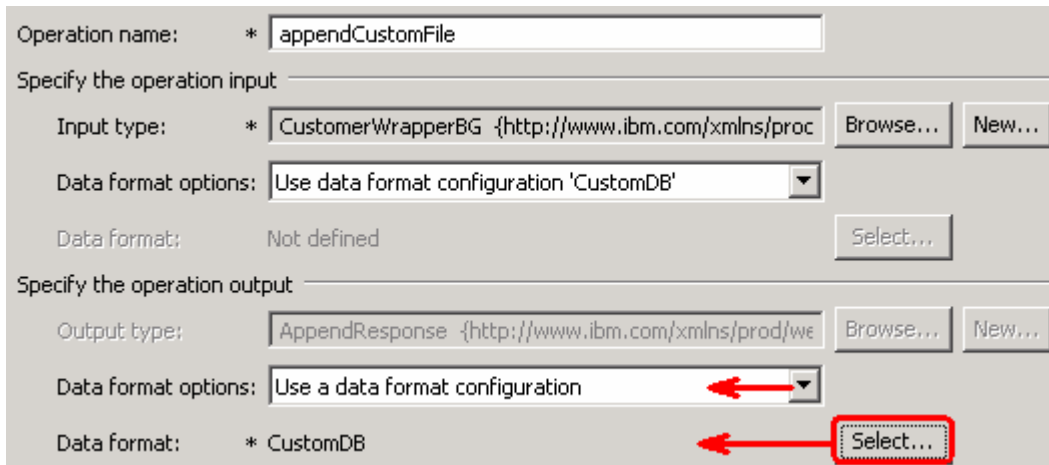 Operation name: * appendCustomFile
Specify the operation input
Input type: * CustomerWrapperBG {http://www.ibm.com/xmlns/proc Browse... New...
Data format options: Use data format configuration 'CustomDB'
Data format: Not defined Select...
Specify the operation output
Output type: AppendResponse {http://www.ibm.com/xmlns/prod/we Browse... New...
Data format options: Use a data format configuration
Data format: * CustomDB Select...